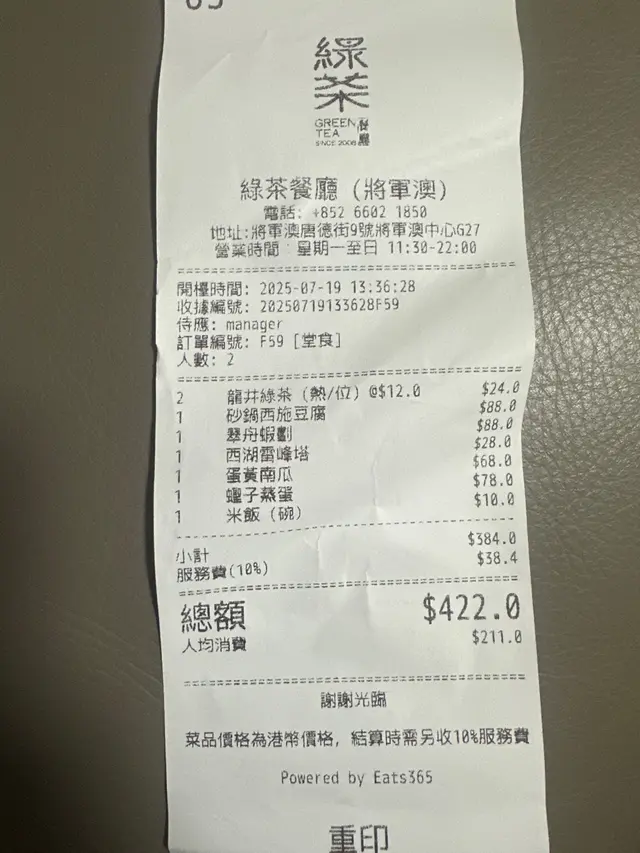 綠茶
GREEN TEA 餐廳
SINCE 2008
綠茶餐廳 (將軍澳)
電話: +852 6602 1850
地址:將軍澳唐德街9號將軍澳中心G27
營業時間: 星期一至日 11:30-22:00
開檯時間: 2025-07-19 13:36:28
收據編號: 20250719133628F59
侍應: manager
訂單編號: F59 [堂食]
人數: 2
2 龍井綠茶 (熱/位) @$12.0 $24.0
1 砂鍋西施豆腐 $88.0
1 翠舟蝦劃 $88.0
1 西湖雷峰塔 $28.0
1 蛋黃南瓜 $68.0
1 蟶子蒸蛋 $78.0
1 米飯 (碗) $10.0
小計 $384.0
服務費(10%) $38.4
總額 $422.0
人均消費 $211.0
謝謝光臨
菜品價格為港幣價格, 結算時需另收10%服務費
Powered by Eats365
重印